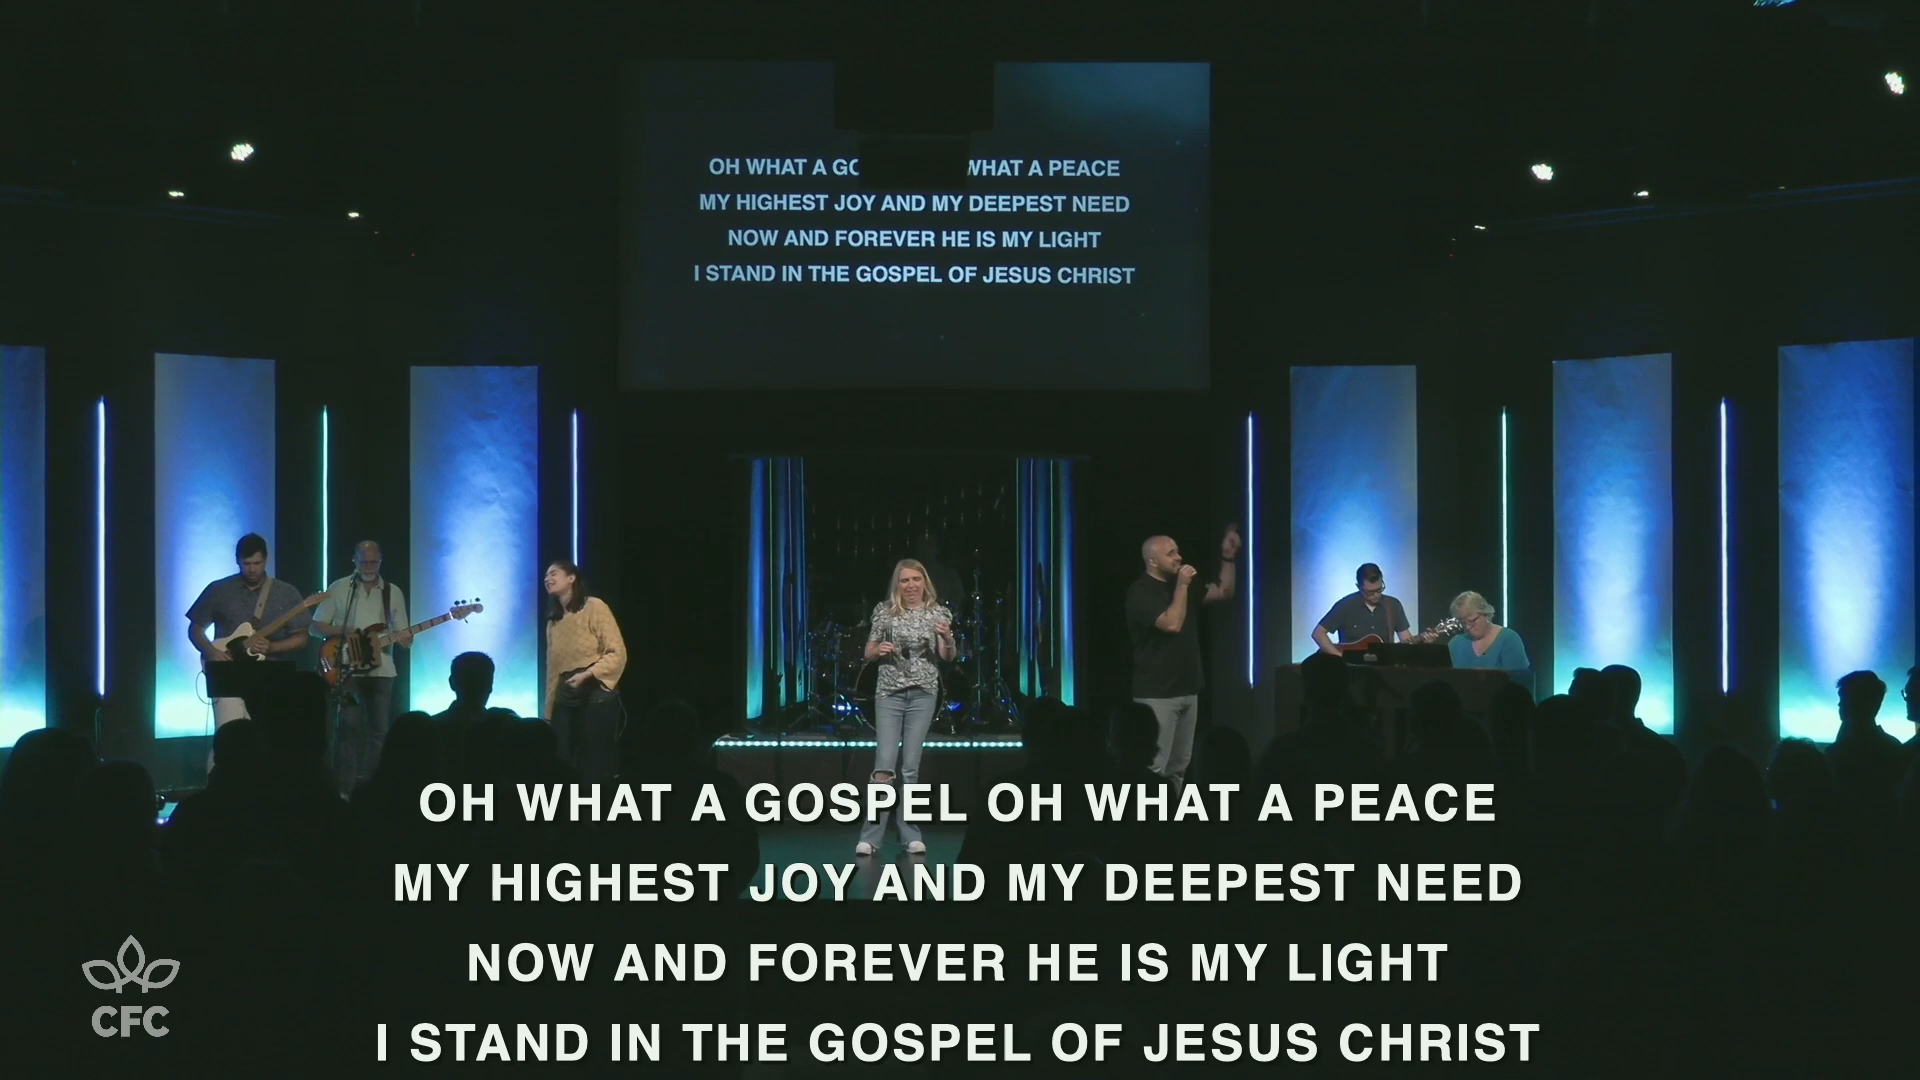 OH WHAT A GO WHAT A PEACE
MY HIGHEST JOY AND MY DEEPEST NEED
NOW AND FOREVER HE IS MY LIGHT
I STAND IN THE GOSPEL OF JESUS CHRIST
OH WHAT A GOSPEL OH WHAT A PEACE
MY HIGHEST JOY AND MY DEEPEST NEED
NOW AND FOREVER HE IS MY LIGHT
I STAND IN THE GOSPEL OF JESUS CHRIST
CFC